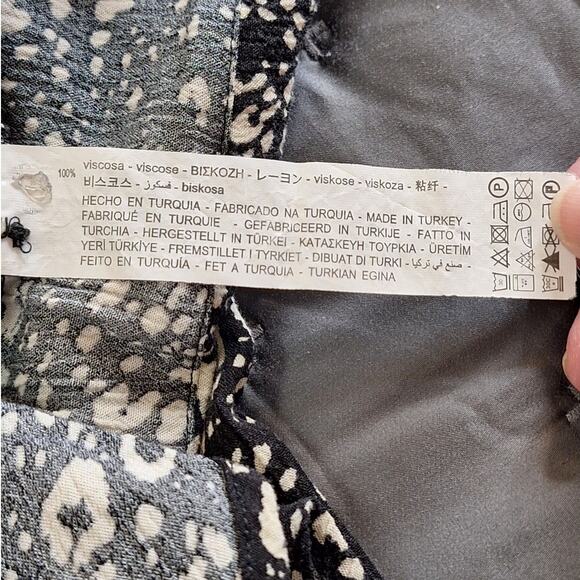 100% viscosa - viscose - ΒΙΣΚΟΖΗ - レーヨン - viskose - viskoza - 粘纤 -
비스코스 - فسكوز - biskosa
HECHO EN TURQUIA - FABRICADO NA TURQUIA - MADE IN TURKEY -
FABRIQUÉ EN TURQUIE - GEFABRICEERD IN TURKIJE - FATTO IN
TURCHIA - HERGESTELLT IN TÜRKEI - ΚΑΤΑΣΚΕΥΗ ΤΟΥΡΚΙΑ - ÜRETİM
YERİ TÜRKİYE - FREMSTILLET I TYRKIET - DIBUAT DI TURKI - صنع في تركيا -
FEITO EN TURQUÍA - FET A TURQUIA - TURKIAN EGINA